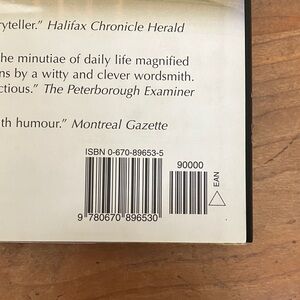 yteller." Halifax Chronicle Herald
he minutiae of daily life magnified
ns by a witty and clever wordsmith.
ctious." The Peterborough Examiner
th humour." Montreal Gazette
ISBN 0-670-89653-5
90000
EAN
9 780670 896530